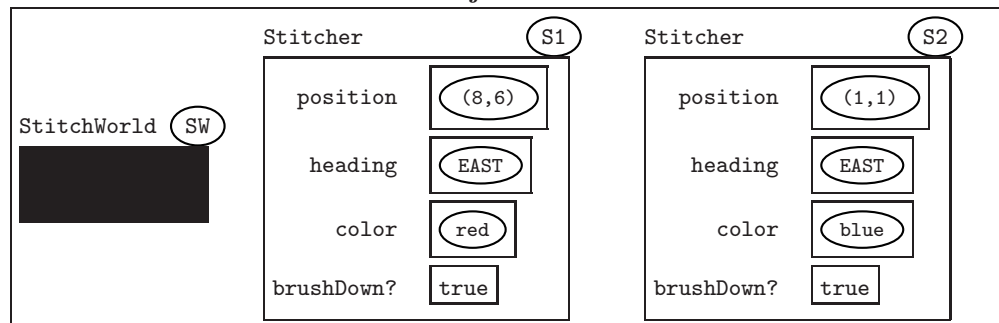 Stitcher S1
position (8,6)
heading EAST
color red
brushDown? true
Stitcher S2
position (1,1)
heading EAST
color blue
brushDown? true
StitchWorld SW